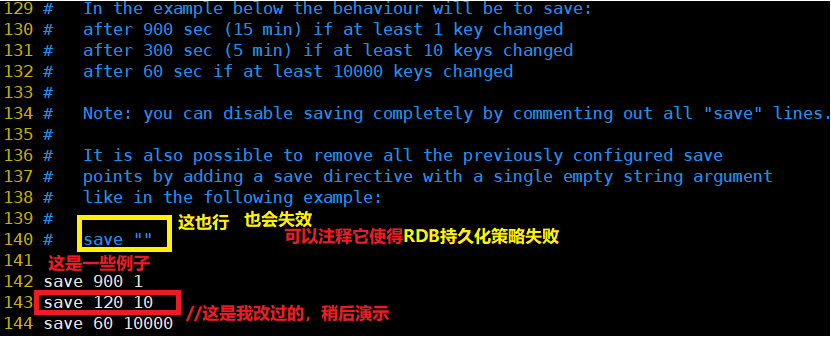 129 #   In the example below the behaviour will be to save:
130 #   after 900 sec (15 min) if at least 1 key changed
131 #   after 300 sec (5 min) if at least 10 keys changed
132 #   after 60 sec if at least 10000 keys changed
133 #
134 #   Note: you can disable saving completely by commenting out all "save" lines.
135 #
136 #   It is also possible to remove all the previously configured save
137 #   points by adding a save directive with a single empty string argument
138 #   like in the following example:
139 #
这也行 也会失效
140 #   save ""
可以注释它使得RDB持久化策略失败
141
这是一些例子
142 save 900 1
143 save 120 10 //这是我改过的，稍后演示
144 save 60 10000